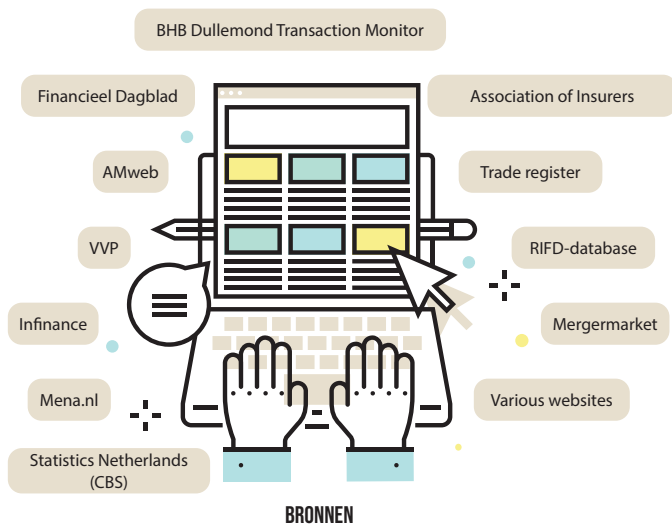 BHB Dullemond Transaction Monitor
Financieel Dagblad
Association of Insurers
AMweb
Trade register
VVP
RIFD-database
Infinance
Mergermarket
Mena.nl
Various websites
Statistics Netherlands
(CBS)
BRONNEN